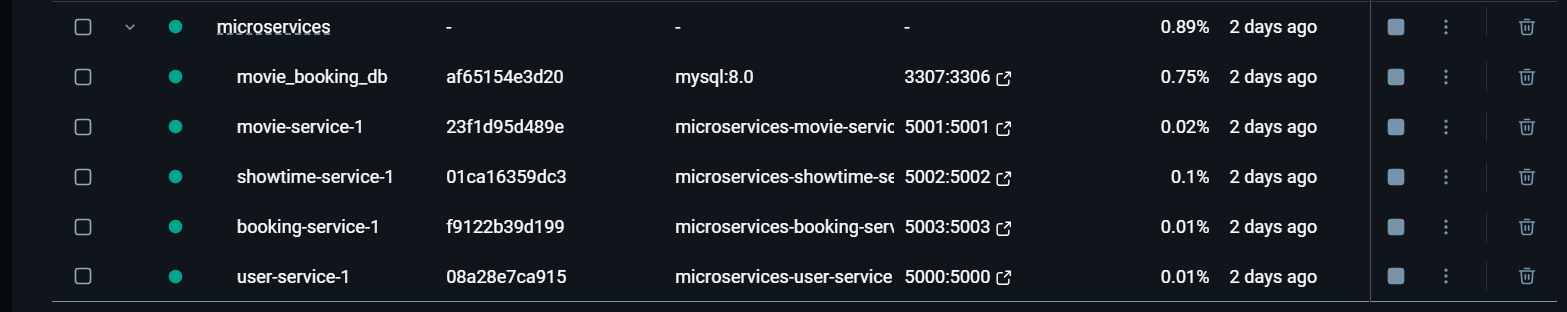 microservices - - - 0.89% 2 days ago
movie_booking_db af65154e3d20 mysql:8.0 3307:3306 0.75% 2 days ago
movie-service-1 23f1d95d489e microservices-movie-servic 5001:5001 0.02% 2 days ago
showtime-service-1 01ca16359dc3 microservices-showtime-se 5002:5002 0.1% 2 days ago
booking-service-1 f9122b39d199 microservices-booking-serv 5003:5003 0.01% 2 days ago
user-service-1 08a28e7ca915 microservices-user-service 5000:5000 0.01% 2 days ago